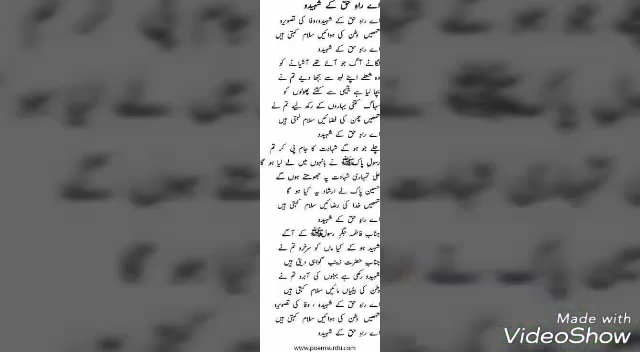 اے راہِ حق کے شہیدو
اے راہِ حق کے شہیدو، وفا کی تصویرو
تمھیں وطن کی ہوائیں سلام کہتی ہیں
اے راہِ حق کے شہیدو
لگانے آگ جو آئے تھے آشیانے کو
وہ شعلے اپنے لہو سے بجھا دیے تم نے
بچا لیا ہے یتیمی سے کتنے پھولوں کو
سہاگ کتنی بہاروں کے رکھ لیے تم نے
تمھیں چمن کی فضائیں سلام کہتی ہیں
اے راہِ حق کے شہیدو
چلے جو ہو گے شہادت کا جام پی کر تم
رسولِ پاک ﷺ نے بانہوں میں لے لیا ہو گا
علی تمہاری شہادت پہ جھومتے ہوں گے
حسین پاک نے ارشاد یہ کیا ہو گا
تمھیں خدا کی رضائیں سلام کہتی ہیں
اے راہِ حق کے شہیدو
جناب فاطمہ جگرِ رسول ﷺ کے آگے
شہید ہو کے کیا ماں کو سرخرو تم نے
جنابِ حضرت زینب گواہی دیتی ہیں
شہیدو رکھی ہے بہنوں کی آبرو تم نے
وطن کی بیٹیاں مائیں سلام کہتی ہیں
اے راہِ حق کے شہیدو ، وفا کی تصویرو
تمھیں وطن کی ہوائیں سلام کہتی ہیں
اے راہِ حق کے شہیدو
www.poemsurdu.com
Made with
VideoShow